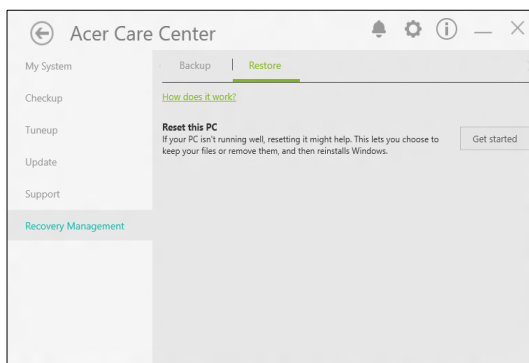 Acer Care Center
My System
Checkup
Tuneup
Update
Support
Recovery Management
Backup
Restore
How does it work?
Reset this PC
If your PC isn't running well, resetting it might help. This lets you choose to
keep your files or remove them, and then reinstalls Windows.
Get started